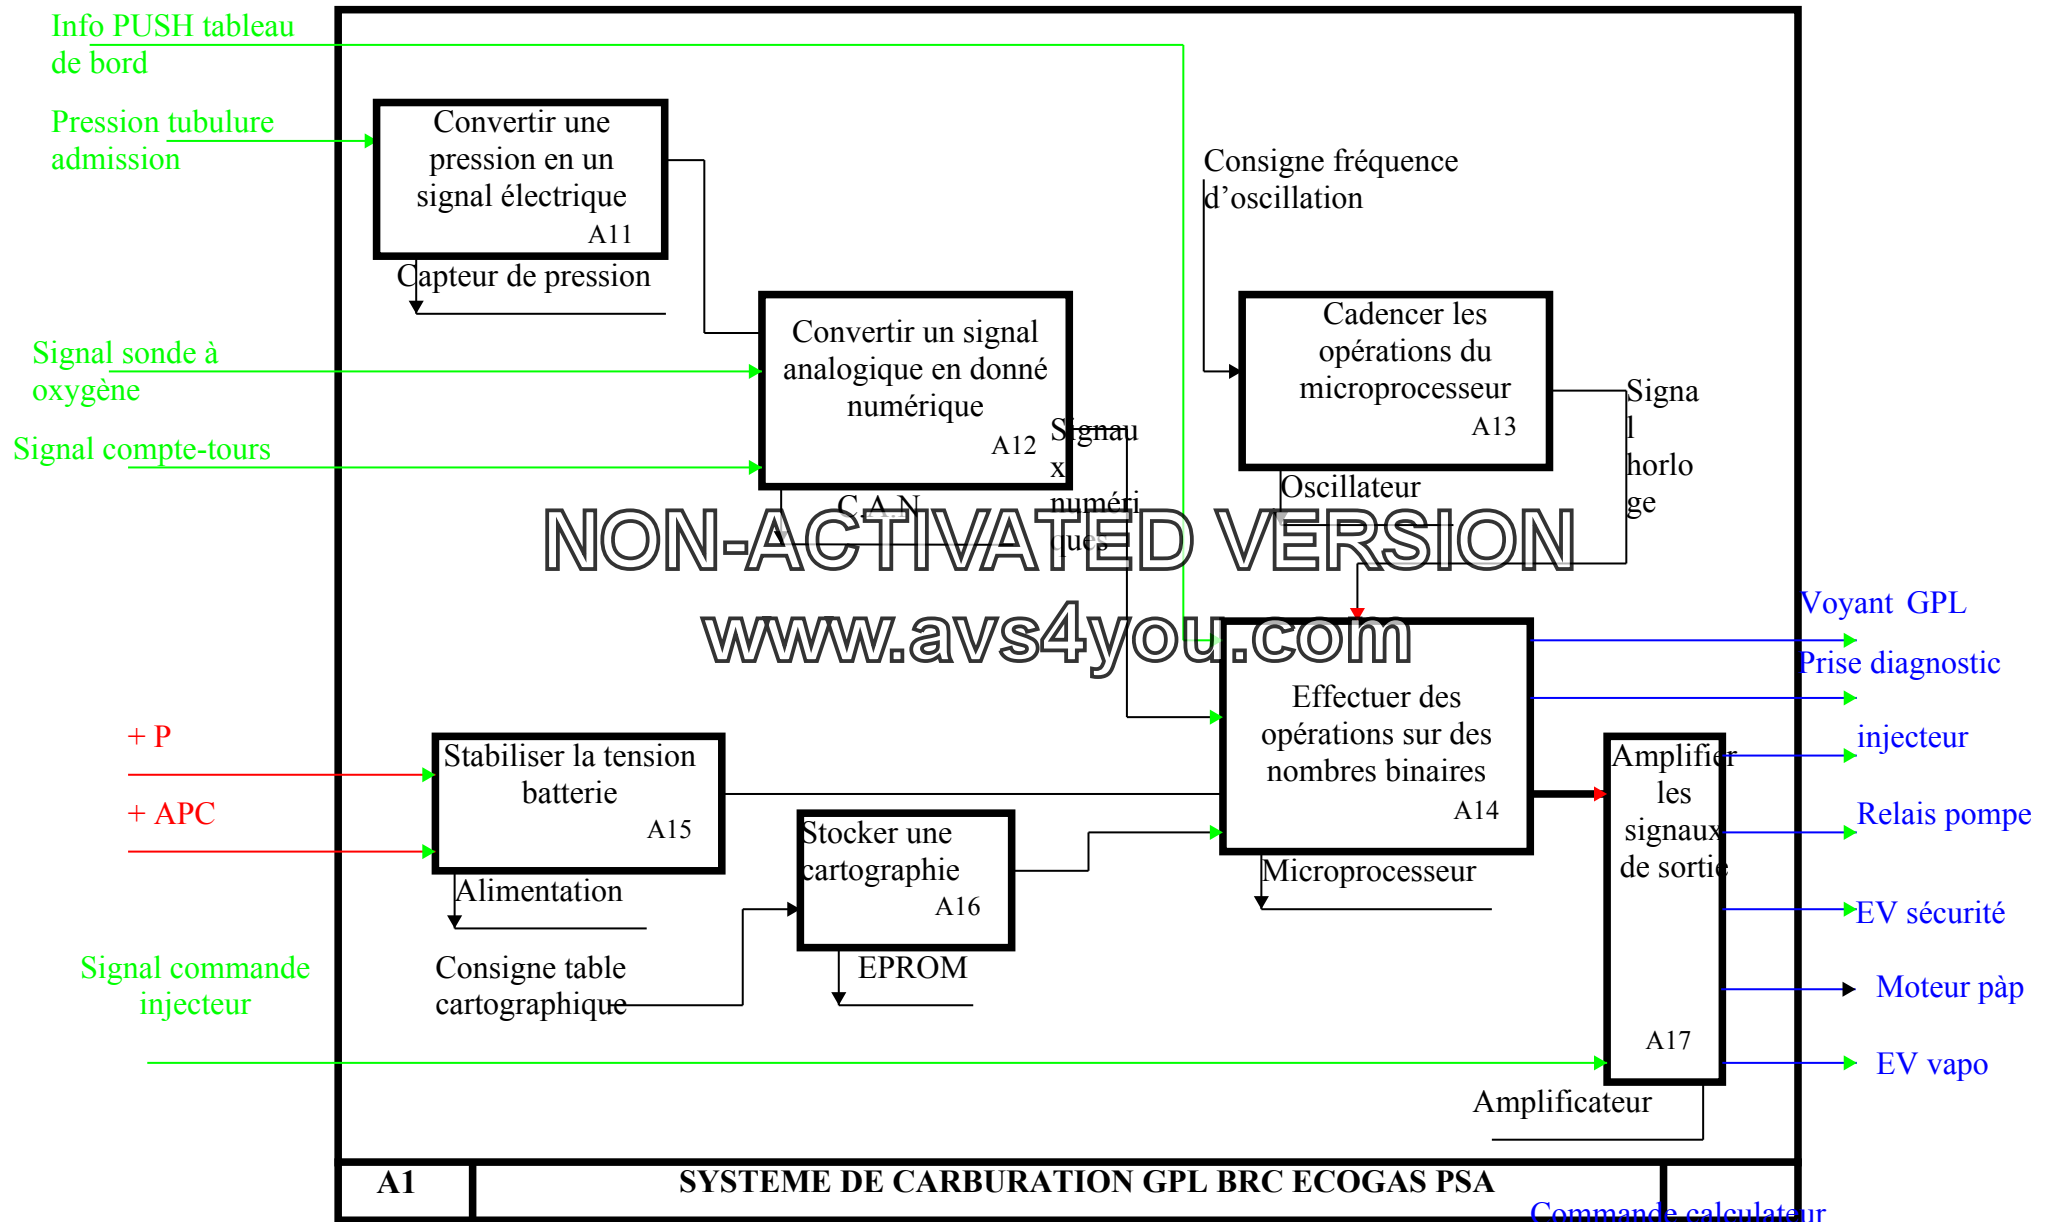 Info PUSH tableau
de bord
Pression tubulure
admission
Convertir une
pression en un
signal électrique
A11
Capteur de pression
Consigne fréquence
d’oscillation
Signal sonde à
oxygène
Signal compte-tours
Convertir un signal
analogique en donné
numérique
A12
C.A.N
Signau
x
numéri
ques
Cadencer les
opérations du
microprocesseur
A13
Oscillateur
Signa
l
horlo
ge
NON-ACTIVATED VERSION
www.avs4you.com
Voyant GPL
Prise diagnostic
injecteur
Relais pompe
EV sécurité
Moteur pàp
EV vapo
Effectuer des
opérations sur des
nombres binaires
A14
Microprocesseur
Amplifier
les
signaux
de sortie
A17
Amplificateur
+ P
+ APC
Stabiliser la tension
batterie
A15
Alimentation
Stocker une
cartographie
A16
EPROM
Consigne table
cartographique
Signal commande
injecteur
A1
SYSTEME DE CARBURATION GPL BRC ECOGAS PSA
Commande calculateur